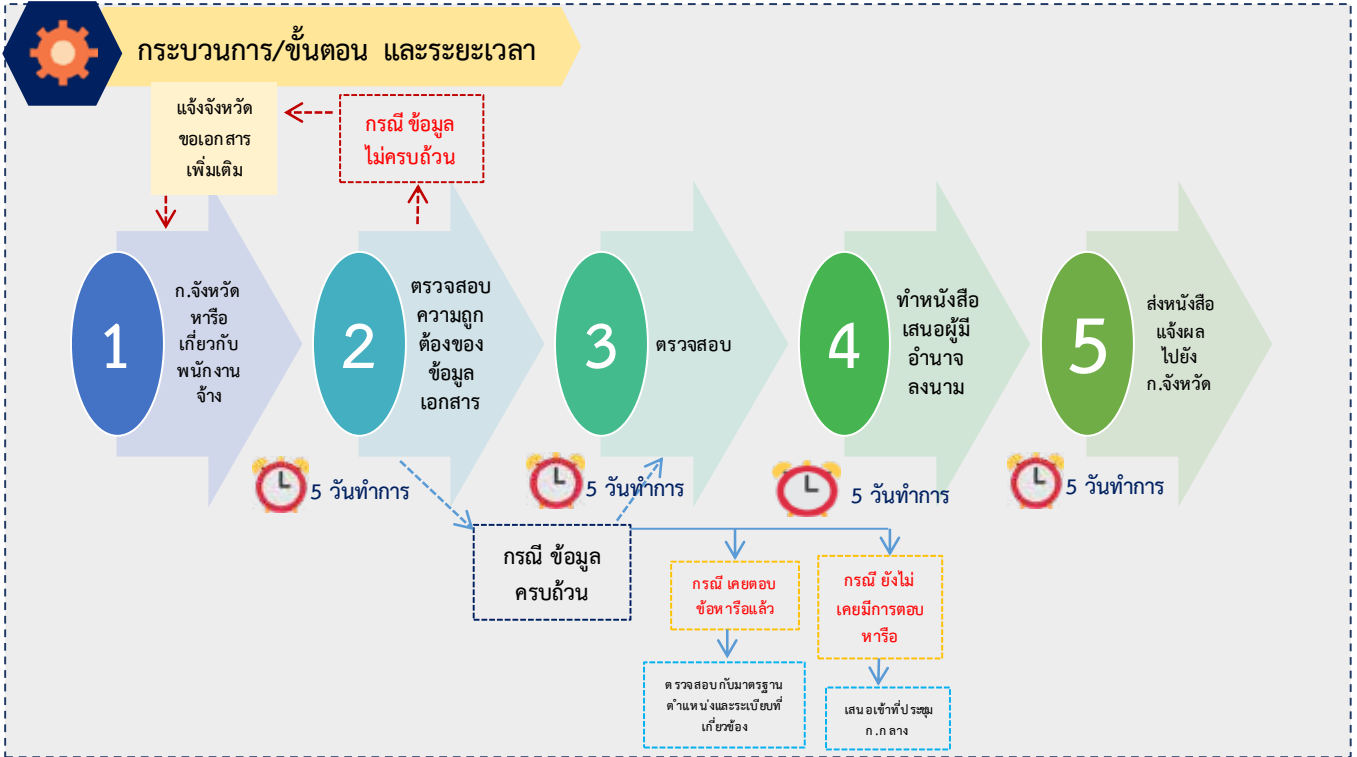 กระบวนการ/ขั้นตอน และระยะเวลา
แจ้งจังหวัด
ขอเอกสาร
เพิ่มเติม
กรณี ข้อมูล
ไม่ครบถ้วน
1
ก.จังหวัด
หารือ
เกี่ยวกับ
พนักงาน
จ้าง
2
ตรวจสอบ
ความถูก
ต้องของ
ข้อมูล
เอกสาร
3
ตรวจสอบ
4
ทำหนังสือ
เสนอผู้มี
อำนาจ
ลงนาม
5
ส่งหนังสือ
แจ้งผล
ไปยัง
ก.จังหวัด
5 วันทำการ
5 วันทำการ
5 วันทำการ
5 วันทำการ
กรณี ข้อมูล
ครบถ้วน
กรณี เคยตอบ
ข้อหารือแล้ว
กรณี ยังไม่
เคยมีการตอบ
หารือ
ตรวจสอบกับมาตรฐาน
ตำแหน่งและระเบียบที่
เกี่ยวข้อง
เสนอเข้าที่ประชุม
ก.กลาง